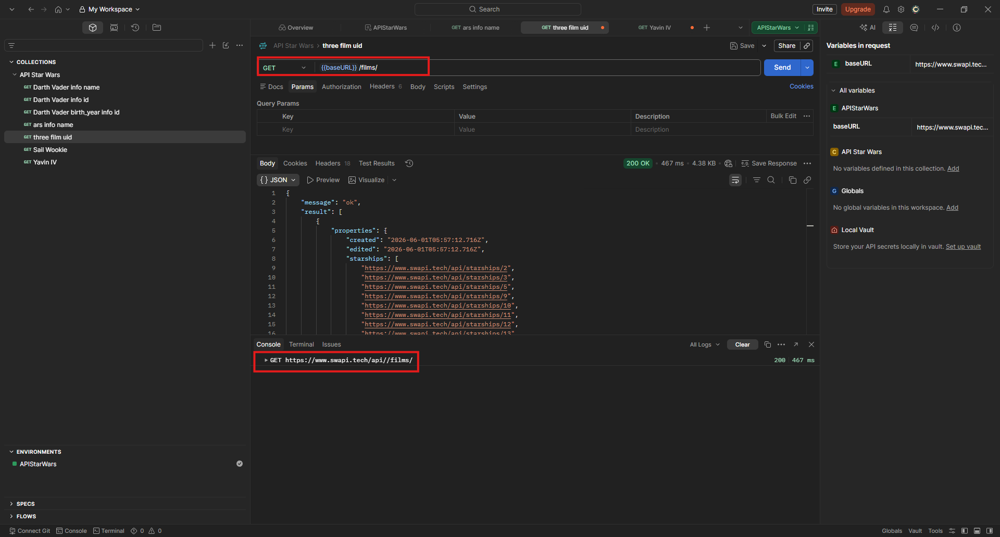 My Workspace
Search
Invite
Upgrade
Overview
APIStarWars
GET ars info name
GET three film uid
GET Yavin IV
APIStarWars
AI
COLLECTIONS
API Star Wars
GET Darth Vader info name
GET Darth Vader info id
GET Darth Vader birth_year info id
GET ars info name
GET three film uid
GET Sail Wookie
GET Yavin IV
ENVIRONMENTS
APIStarWars
SPECS
FLOWS
HTTP API Star Wars > three film uid
Save
Share
GET {{baseURL}} /films/
Send
Docs Params Authorization Headers 6 Body Scripts Settings
Cookies
Query Params
Key Value Description Bulk Edit
Key Value Description
Body Cookies Headers 18 Test Results
200 OK • 467 ms • 4.38 KB • e.g. Save Response
{} JSON Preview Visualize
1 {
2 "message": "ok",
3 "result": [
4 {
5 "properties": {
6 "created": "2026-06-01T05:57:12.716Z",
7 "edited": "2026-06-01T05:57:12.716Z",
8 "starships": [
9 "https://www.swapi.tech/api/starships/2",
10 "https://www.swapi.tech/api/starships/3",
11 "https://www.swapi.tech/api/starships/5",
12 "https://www.swapi.tech/api/starships/9",
13 "https://www.swapi.tech/api/starships/10",
14 "https://www.swapi.tech/api/starships/11",
15 "https://www.swapi.tech/api/starships/12",
16 "https://www.swapi.tech/api/starships/13"
Console Terminal Issues
All Logs Clear
GET https://www.swapi.tech/api//films/
200 467 ms
Variables in request
E baseURL https://www.swapi.tec...
All variables
E APIStarWars
baseURL https://www.swapi.tec...
C API Star Wars
No variables defined in this collection. Add
G Globals
No global variables in this workspace. Add
Local Vault
Store your API secrets locally in vault. Set up vault
Connect Git Console Terminal 0 0
Globals Vault Tools